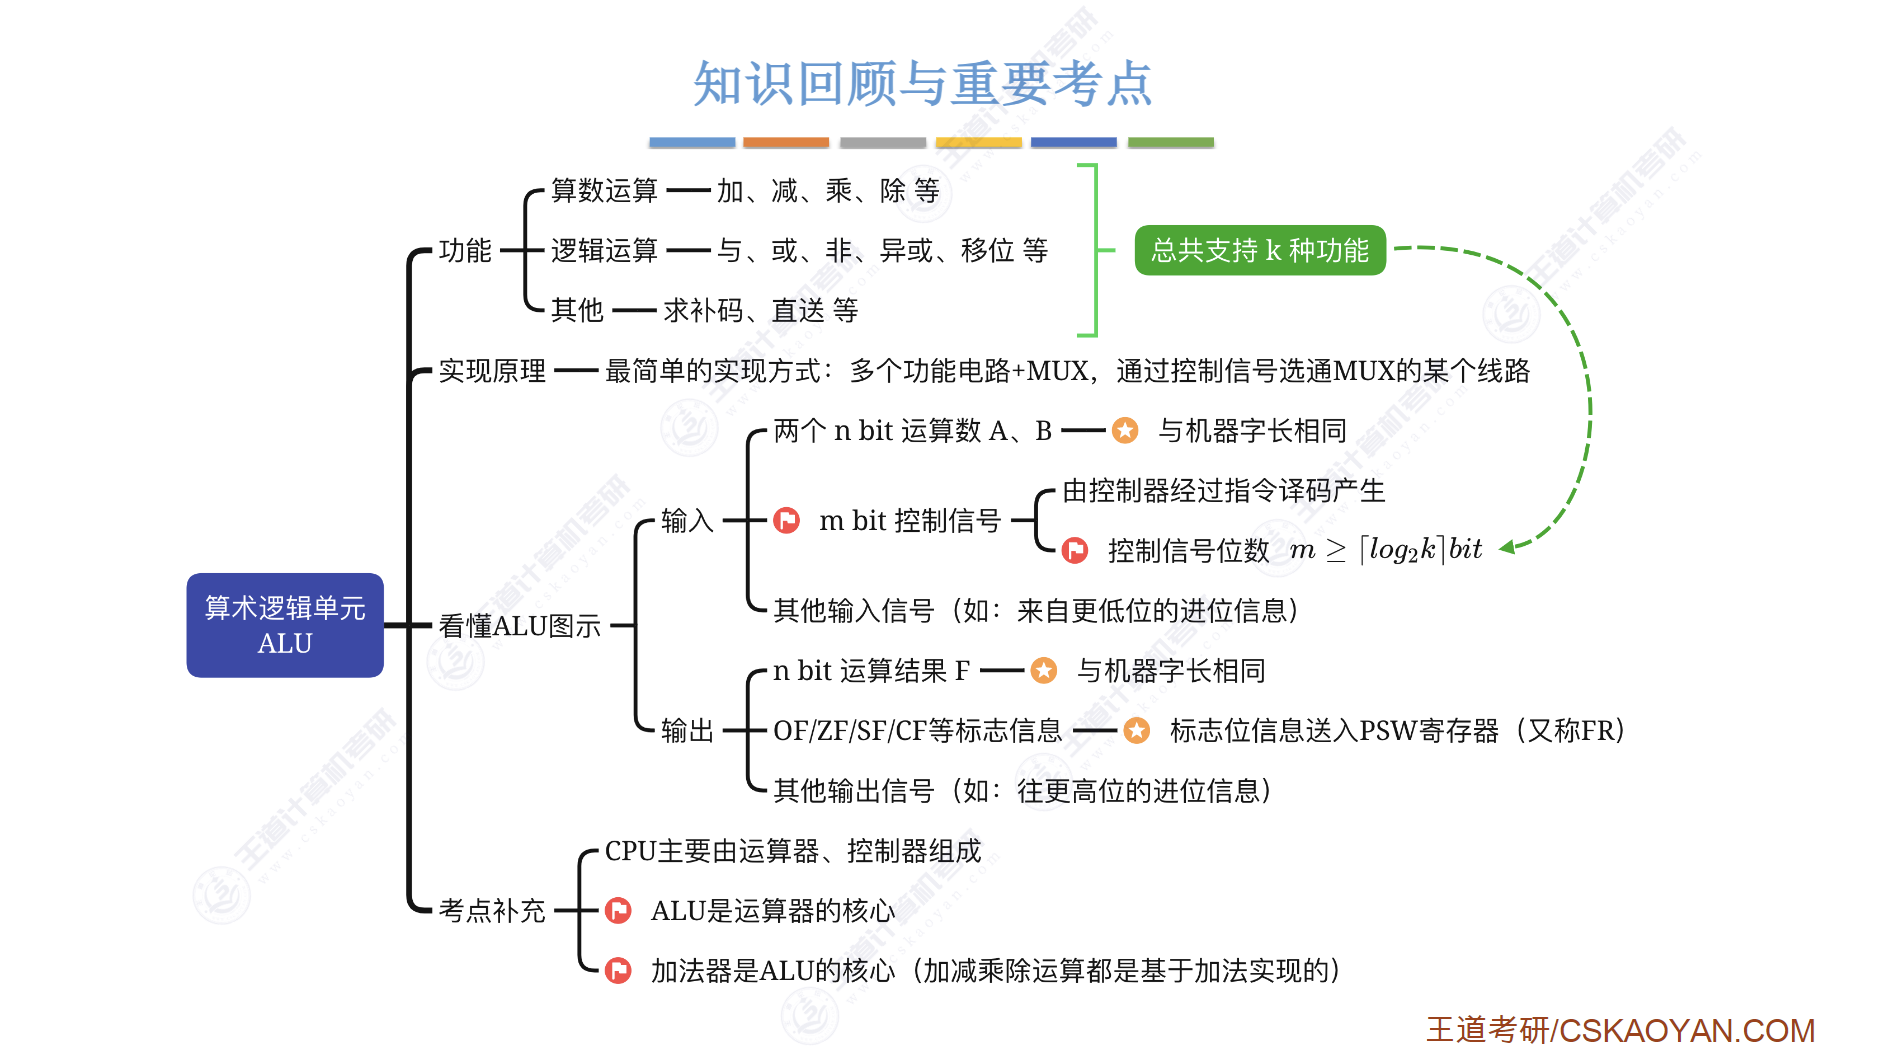 知识回顾与重要考点
算数运算
加、减、乘、除 等
功能
逻辑运算
与、或、非、异或、移位 等
总共支持 k 种功能
其他
求补码、直送 等
实现原理
最简单的实现方式：多个功能电路+MUX，通过控制信号选通MUX的某个线路
两个 n bit 运算数 A、B
与机器字长相同
由控制器经过指令译码产生
输入
m bit 控制信号
控制信号位数 m ≥ ⌈log₂k⌉bit
算术逻辑单元
ALU
看懂ALU图示
其他输入信号（如：来自更低位的进位信息）
n bit 运算结果 F
与机器字长相同
输出
OF/ZF/SF/CF等标志信息
标志位信息送入PSW寄存器（又称FR）
其他输出信号（如：往更高位的进位信息）
CPU主要由运算器、控制器组成
考点补充
ALU是运算器的核心
加法器是ALU的核心（加减乘除运算都是基于加法实现的）
王道考研/CSKAOYAN.COM
王道计算机考研
www.cskaoyan.com